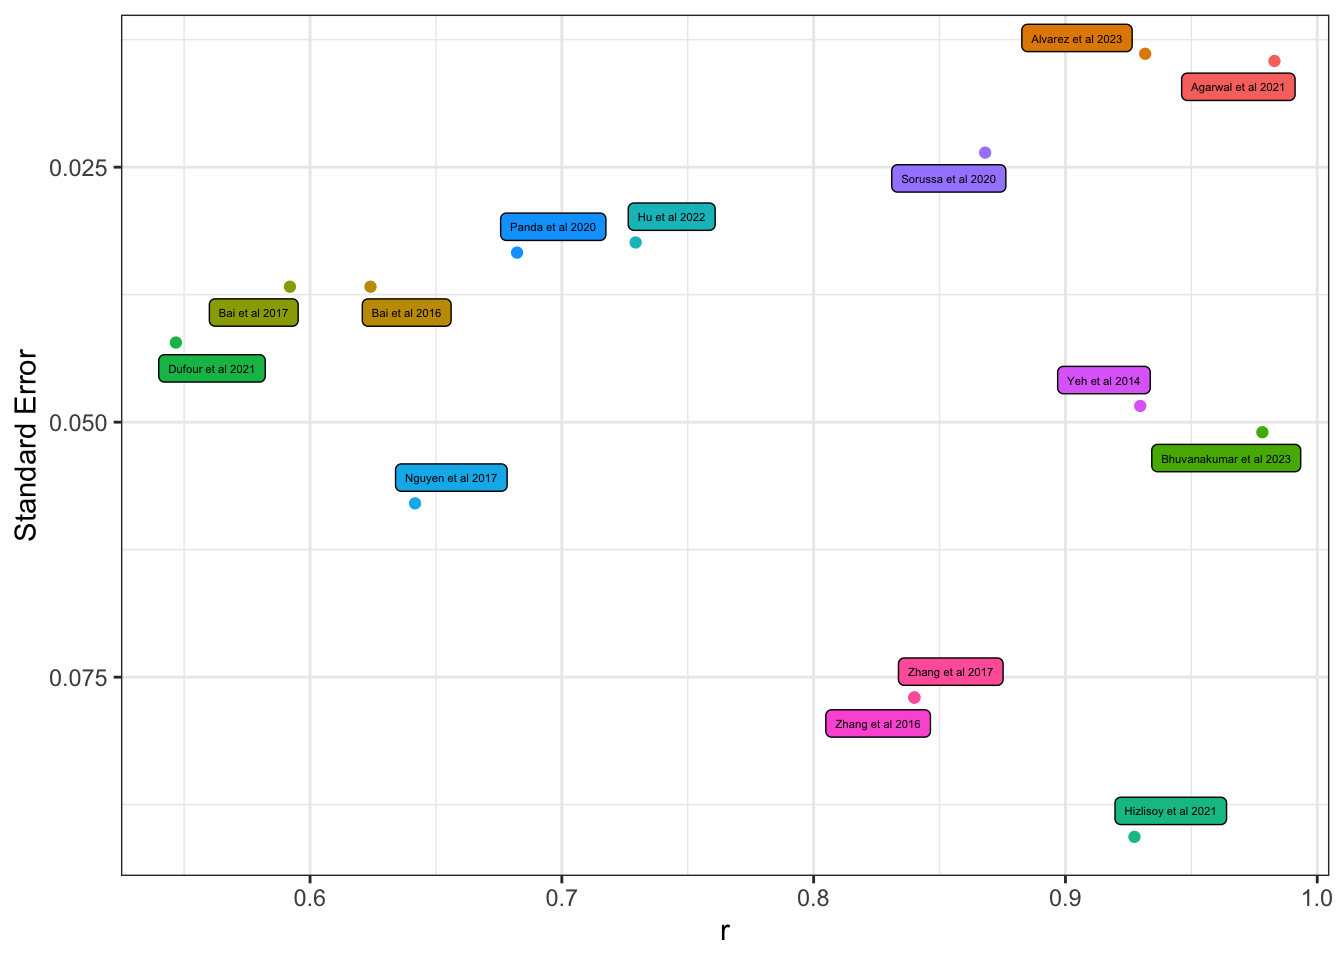 Alvarez et al 2023
Agarwal et al 2021
0.025
Sorussa et al 2020
Hu et al 2022
Panda et al 2020
Bai et al 2017
Bai et al 2016
Dufour et al 2021
Yeh et al 2014
Standard Error
0.050
Bhuvanakumar et al 2023
Nguyen et al 2017
Zhang et al 2017
0.075
Zhang et al 2016
Hizlisoy et al 2021
0.6
0.7
0.8
0.9
1.0
r